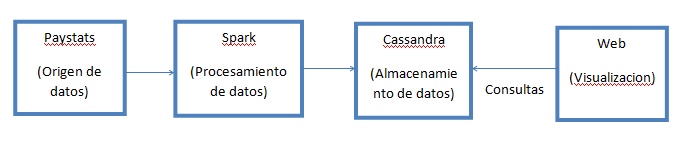 Paystats
(Origen de
datos)
Spark
(Procesamiento
de datos)
Cassandra
(Almacenamie
nto de datos)
Consultas
Web
(Visualizacion)